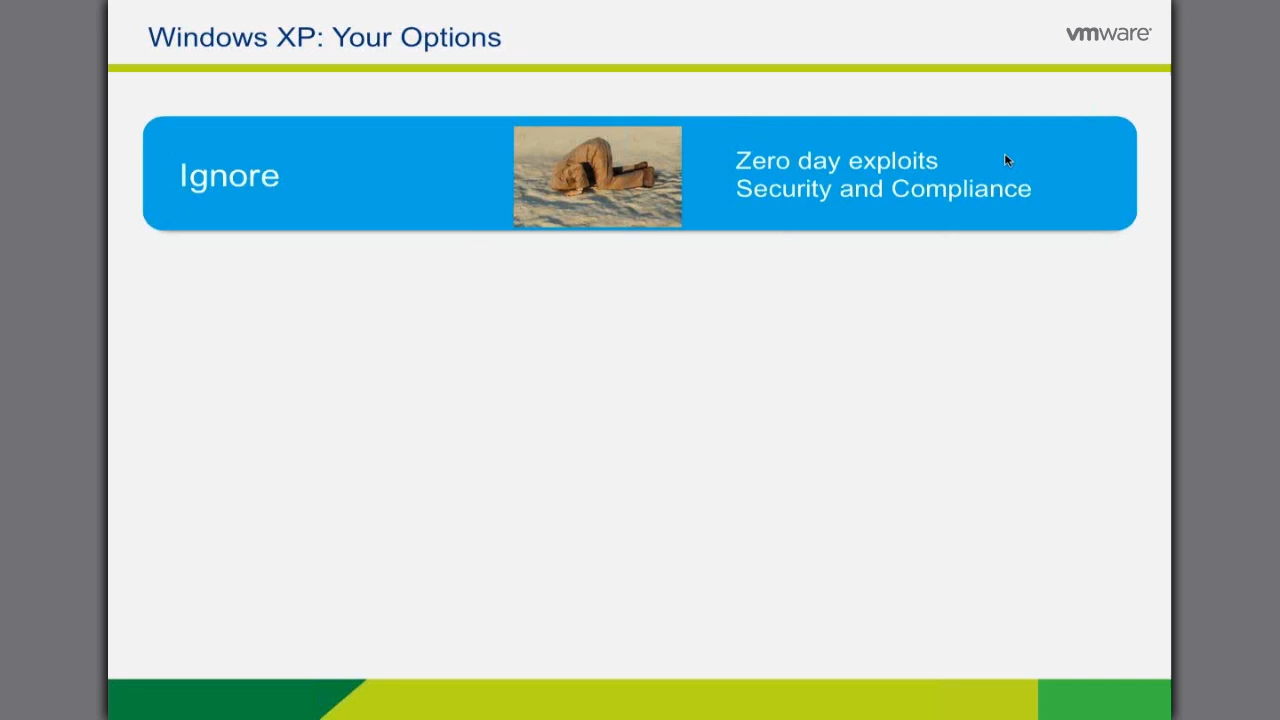 Windows XP: Your Options
vmware
Ignore
Zero day exploits
Security and Compliance